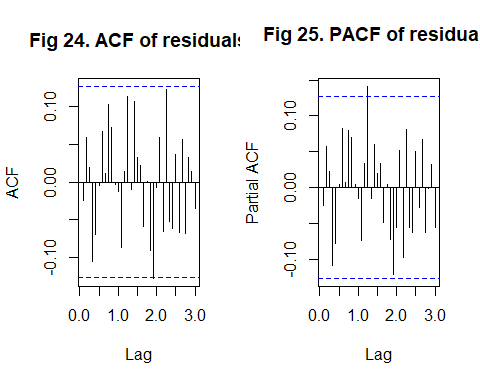 Fig 24. ACF of residuals
ACF
0.10
0.00
-0.10
0.0 1.0 2.0 3.0
Lag
Fig 25. PACF of residua
Partial ACF
0.10
0.00
-0.10
0.0 1.0 2.0 3.0
Lag